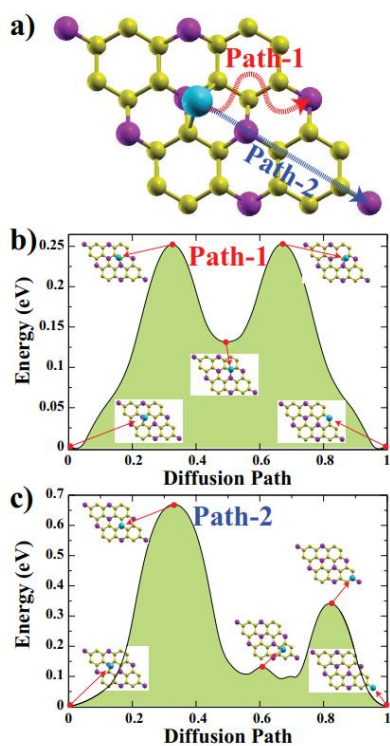 a)
Path-1
Path-2
b)
Path-1
0.25
0.2
0.15
0.1
0.05
0
Energy (eV)
0 0.2 0.4 0.6 0.8 1
Diffusion Path
c)
Path-2
0.7
0.6
0.5
0.4
0.3
0.2
0.1
0
Energy (eV)
0 0.2 0.4 0.6 0.8 1
Diffusion Path